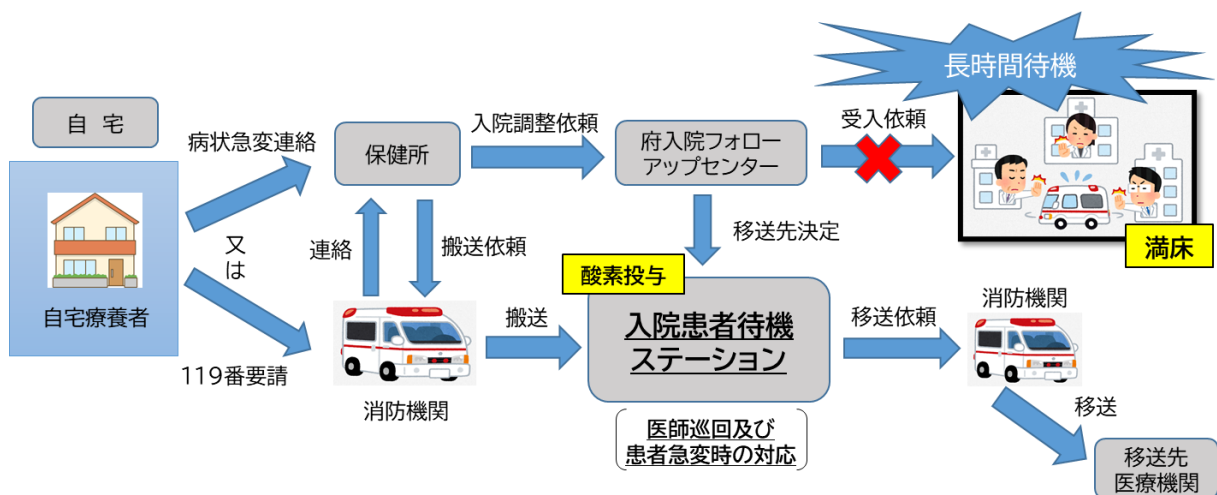 長時間待機
自 宅
自宅療養者
病状急変連絡
又
は
119番要請
保健所
連絡
搬送依頼
消防機関
入院調整依頼
府入院フォロー
アップセンター
受入依頼
満床
移送先決定
搬送
酸素投与
入院患者待機
ステーション
医師巡回及び
患者急変時の対応
移送依頼
消防機関
移送
移送先
医療機関